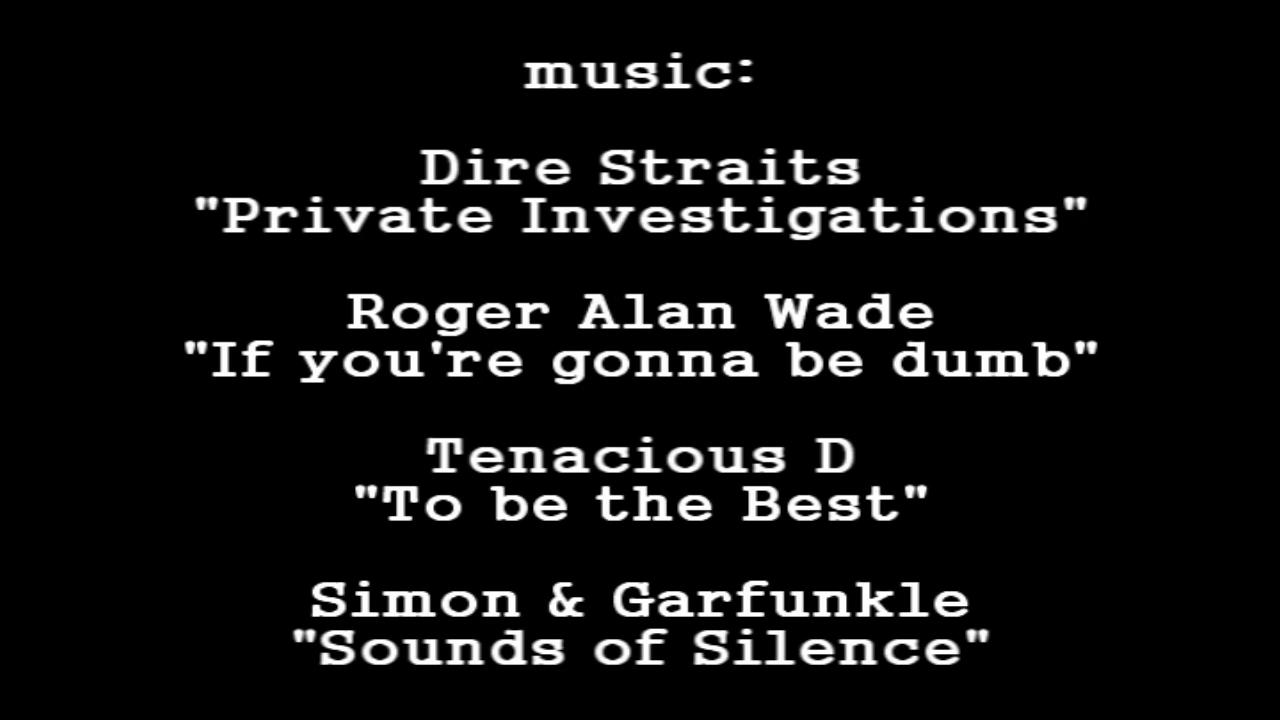 music:
Dire Straits
"Private Investigations"
Roger Alan Wade
"If you're gonna be dumb"
Tenacious D
"To be the Best"
Simon & Garfunkle
"Sounds of Silence"